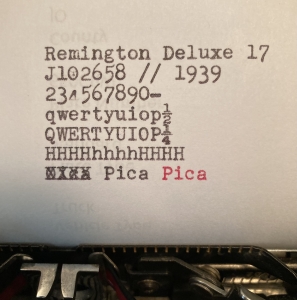 Remington Deluxe 17
J102658 // 1939
234567890-
qwertyuiop½
QWERTYUIOP¼
HHHHhhhhHHHH
Pica Pica